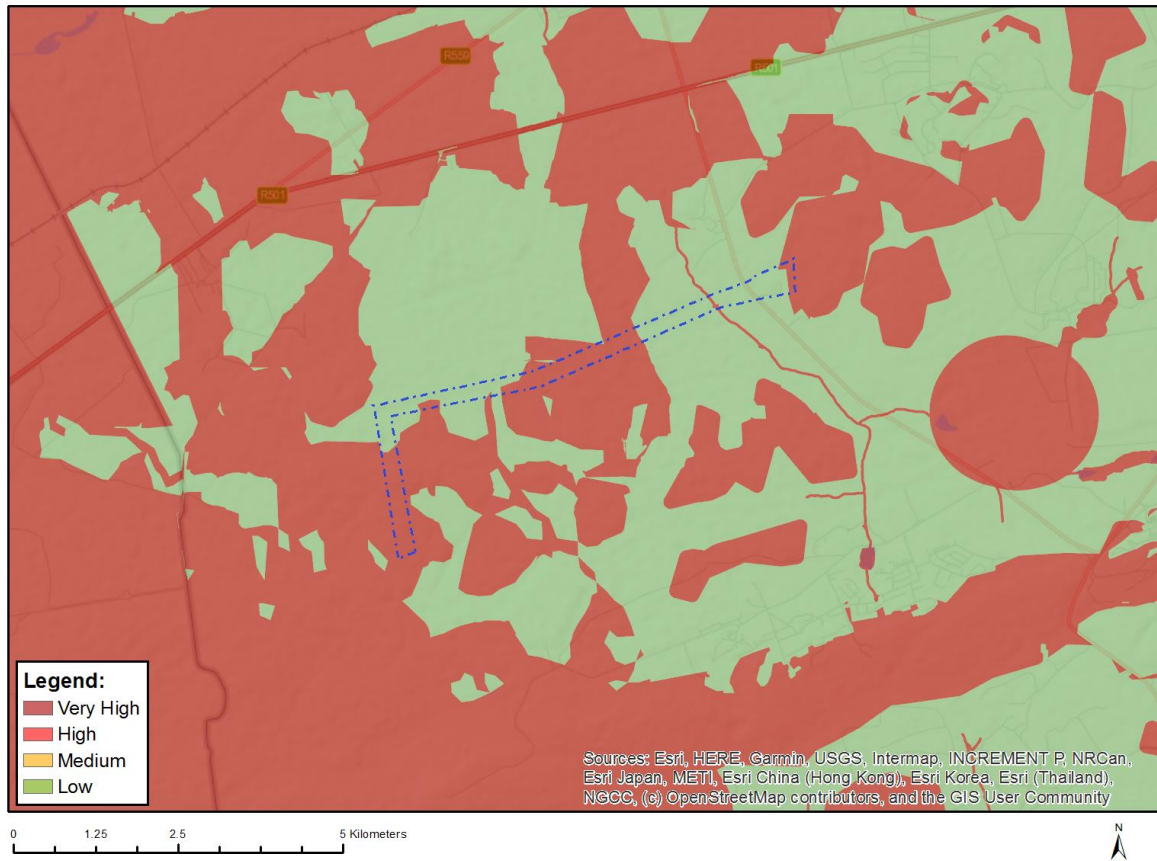 R559
R501
R501
Legend:
Very High
High
Medium
Low
Sources: Esri, HERE, Garmin, USGS, Intermap, INCREMENT P, NRCan,
Esri Japan, METI, Esri China (Hong Kong), Esri Korea, Esri (Thailand),
NGCC, (c) OpenStreetMap contributors, and the GIS User Community
0 1.25 2.5 5 Kilometers
N